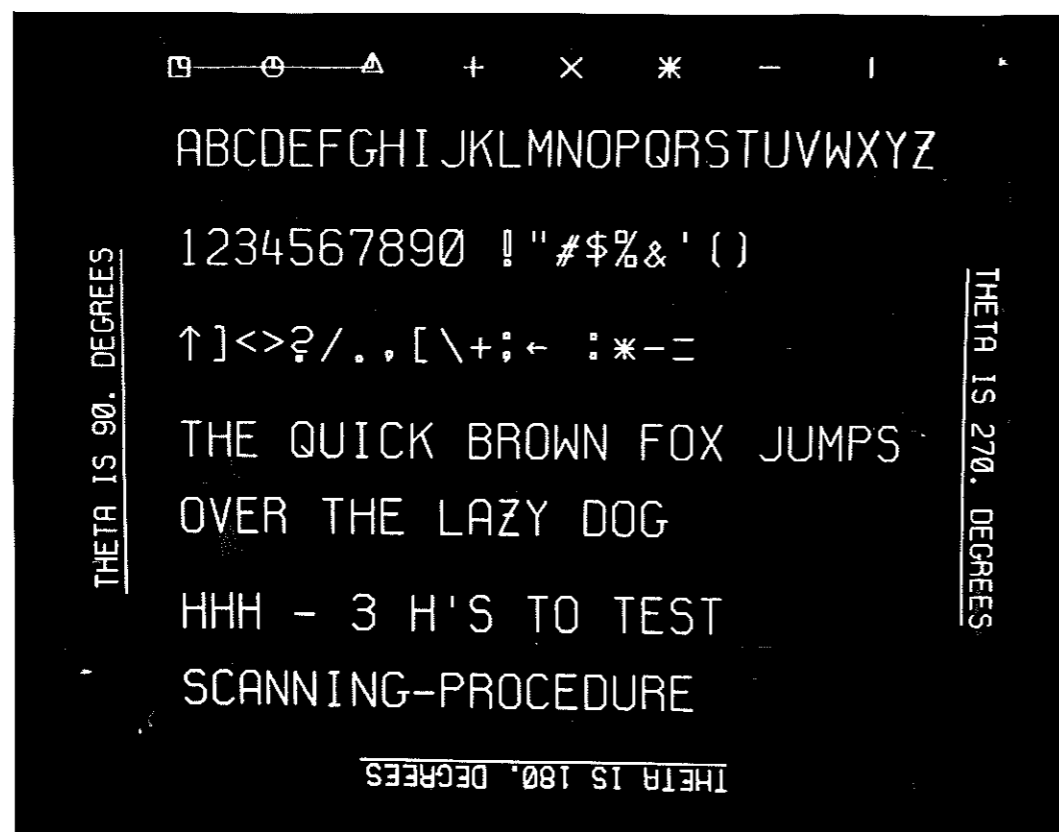 + × * - |
ABCDEFGHIJKLMNOPQRSTUVWXYZ
1234567890 !"#$%&'()
↑]<>?/.,[\+;← :*-=
THE QUICK BROWN FOX JUMPS
OVER THE LAZY DOG
HHH - 3 H'S TO TEST
SCANNING-PROCEDURE
THETA IS 90. DEGREES
THETA IS 180. DEGREES
THETA IS 270. DEGREES